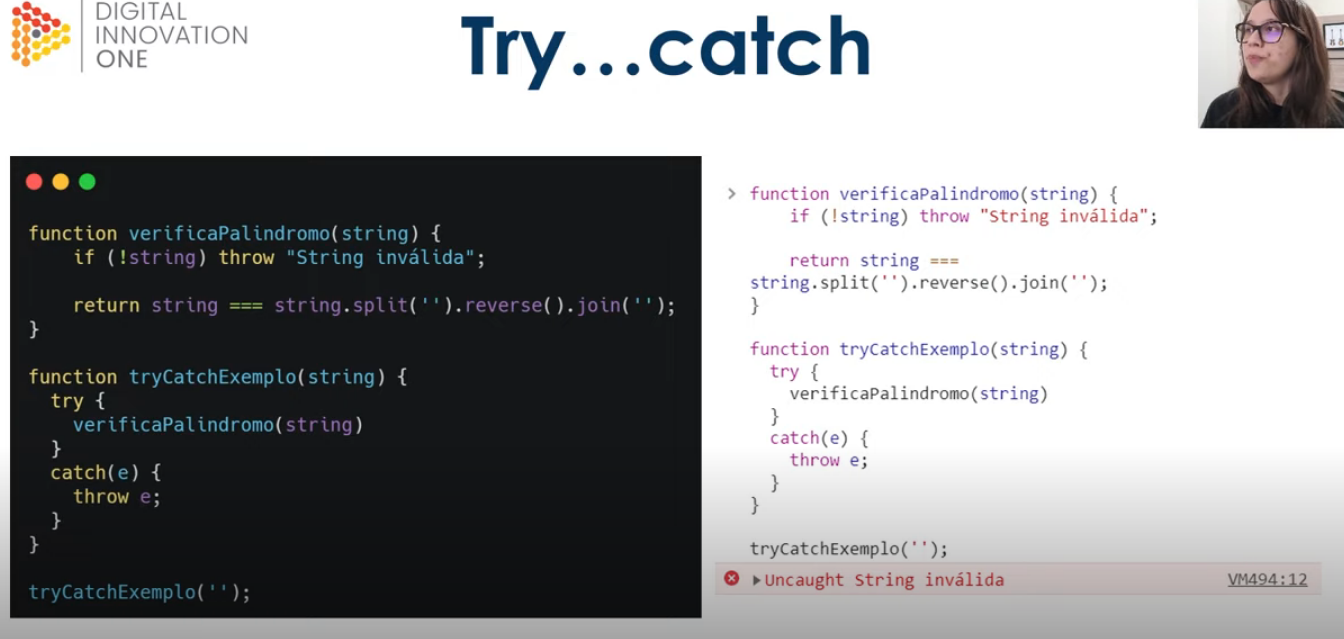 DIGITAL
INNOVATION
ONE
Try...catch
function verificaPalindromo(string) {
if (!string) throw "String inválida";
return string === string.split('').reverse().join('');
}
function tryCatchExemplo(string) {
try {
verificaPalindromo(string)
}
catch(e) {
throw e;
}
}
tryCatchExemplo('');
> function verificaPalindromo(string) {
if (!string) throw "String inválida";
return string ===
string.split('').reverse().join('');
}
function tryCatchExemplo(string) {
try {
verificaPalindromo(string)
}
catch(e) {
throw e;
}
}
tryCatchExemplo('');
Uncaught String inválida VM494:12